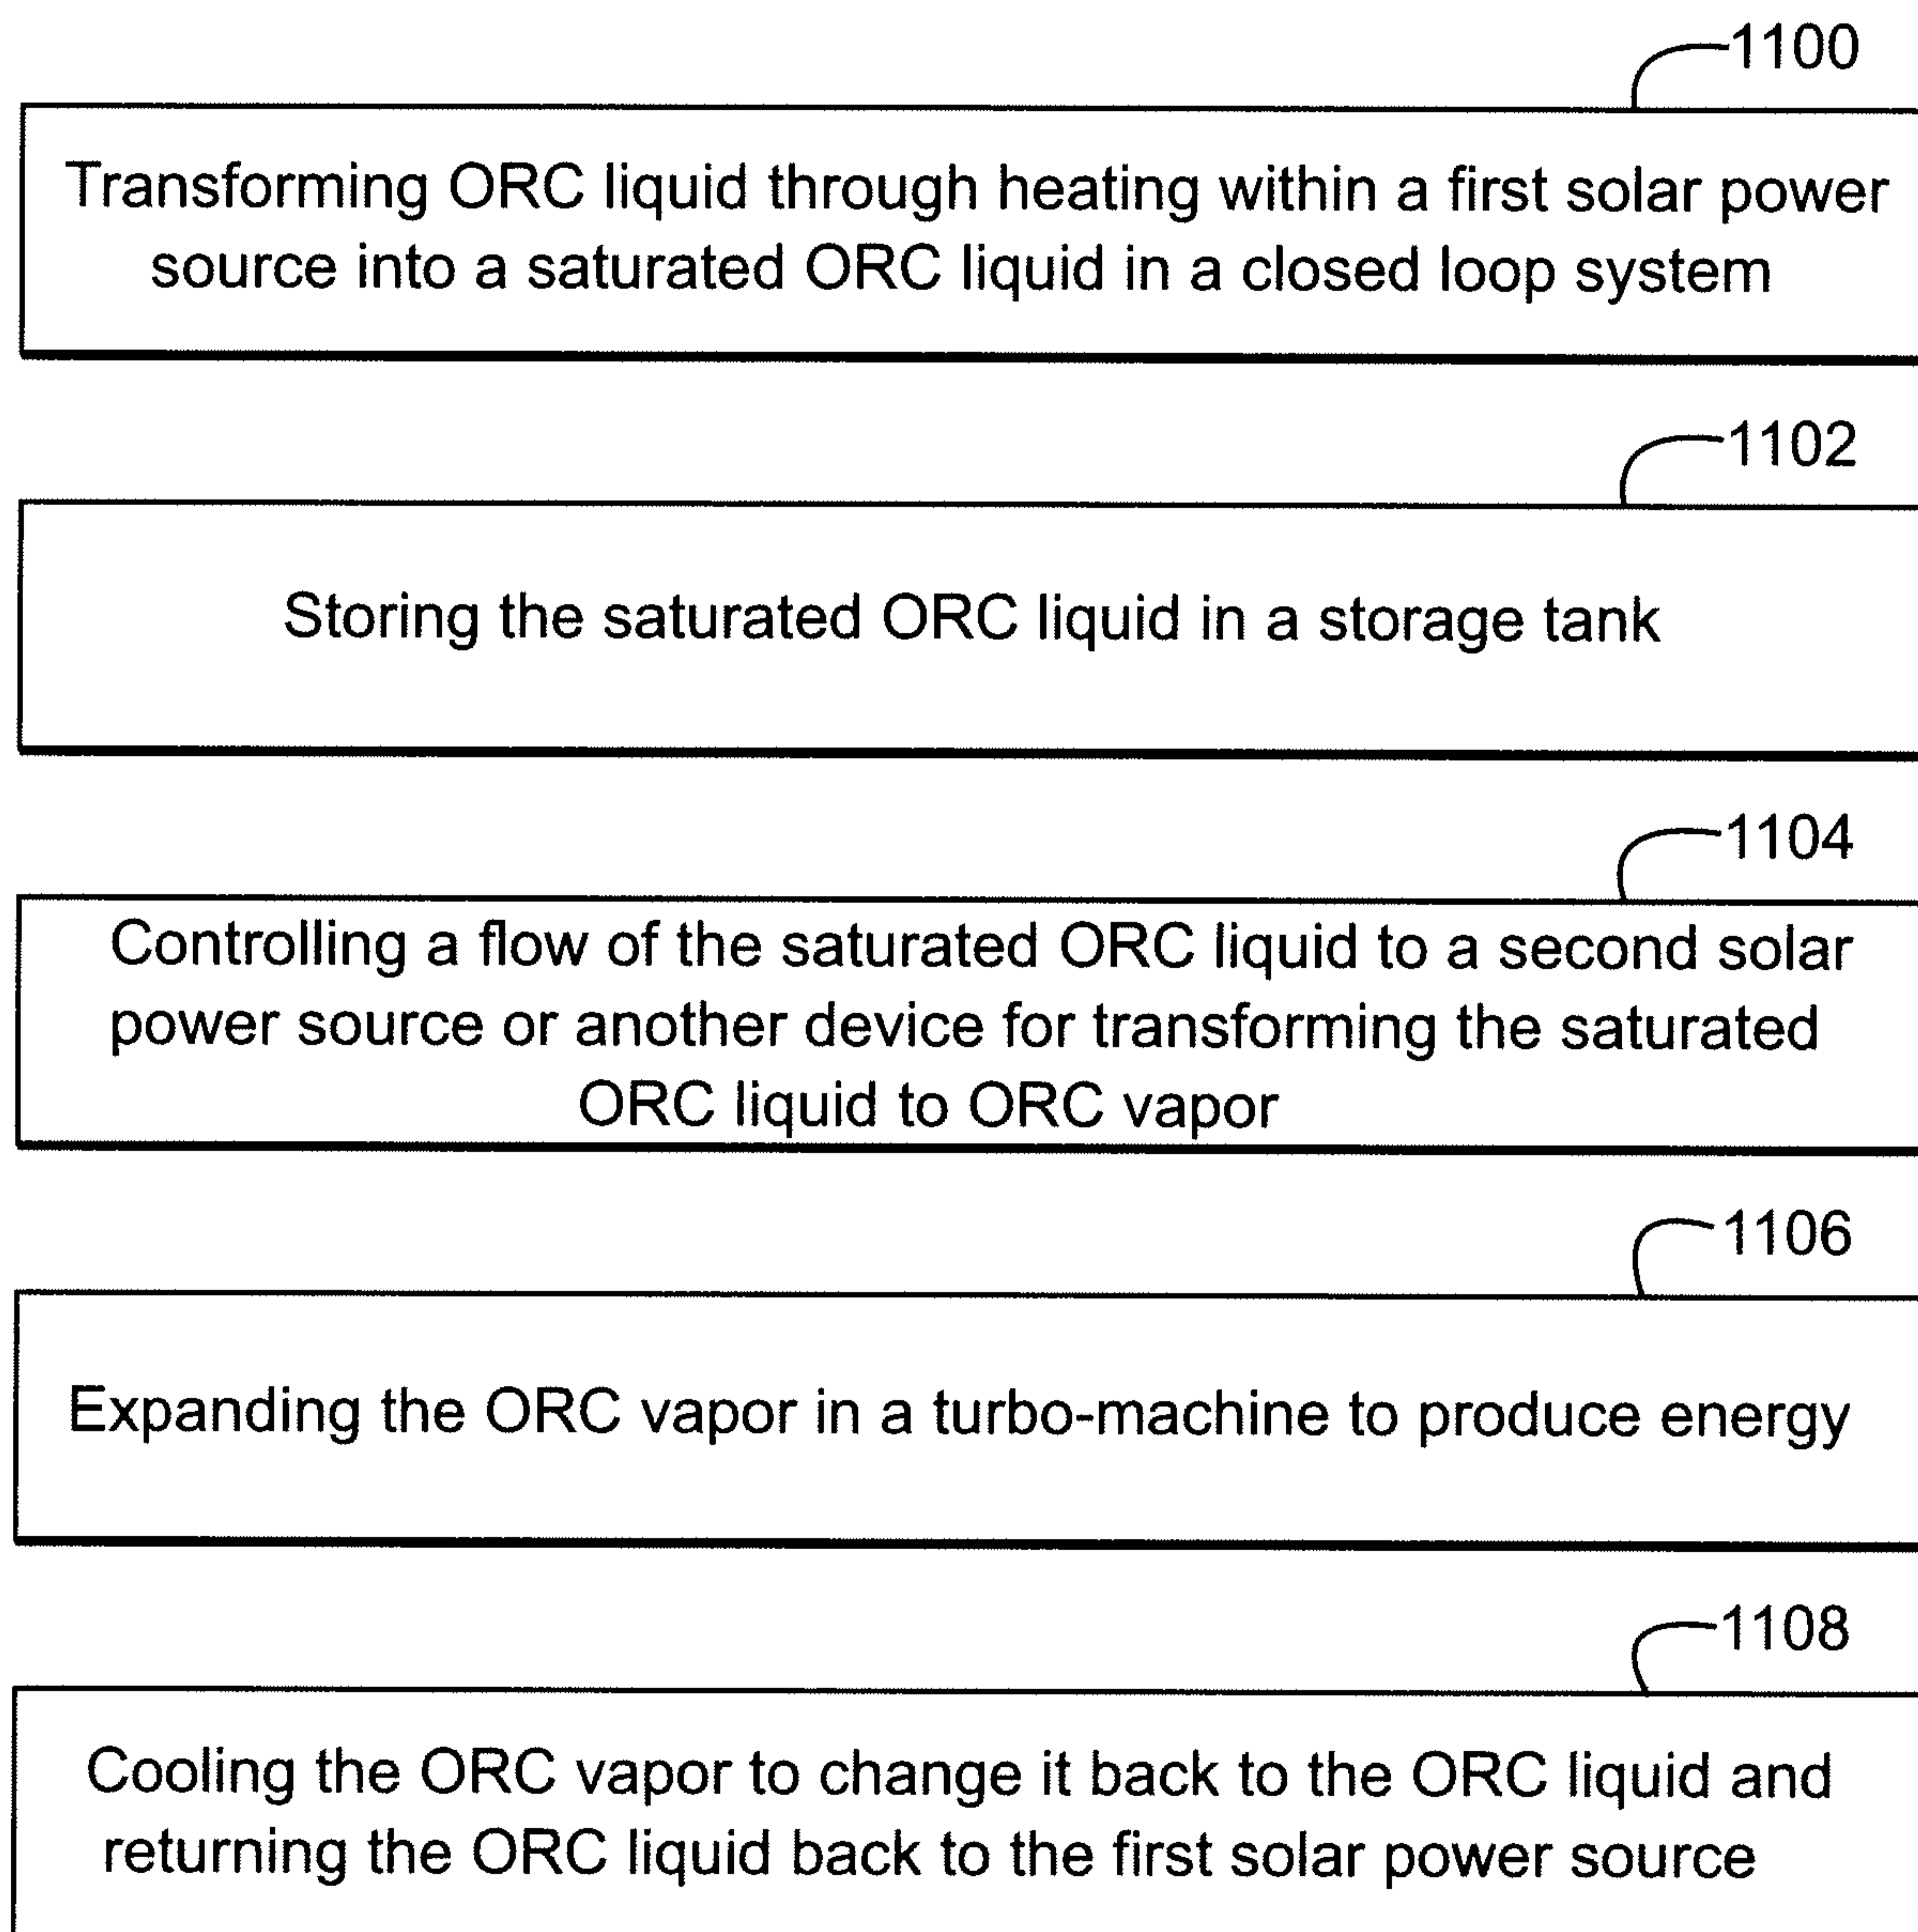 1100
Transforming ORC liquid through heating within a first solar power
source into a saturated ORC liquid in a closed loop system
1102
Storing the saturated ORC liquid in a storage tank
1104
Controlling a flow of the saturated ORC liquid to a second solar
power source or another device for transforming the saturated
ORC liquid to ORC vapor
1106
Expanding the ORC vapor in a turbo-machine to produce energy
1108
Cooling the ORC vapor to change it back to the ORC liquid and
returning the ORC liquid back to the first solar power source